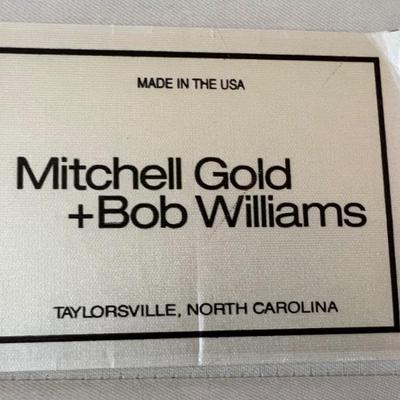 MADE IN THE USA
Mitchell Gold
+Bob Williams
TAYLORSVILLE, NORTH CAROLINA